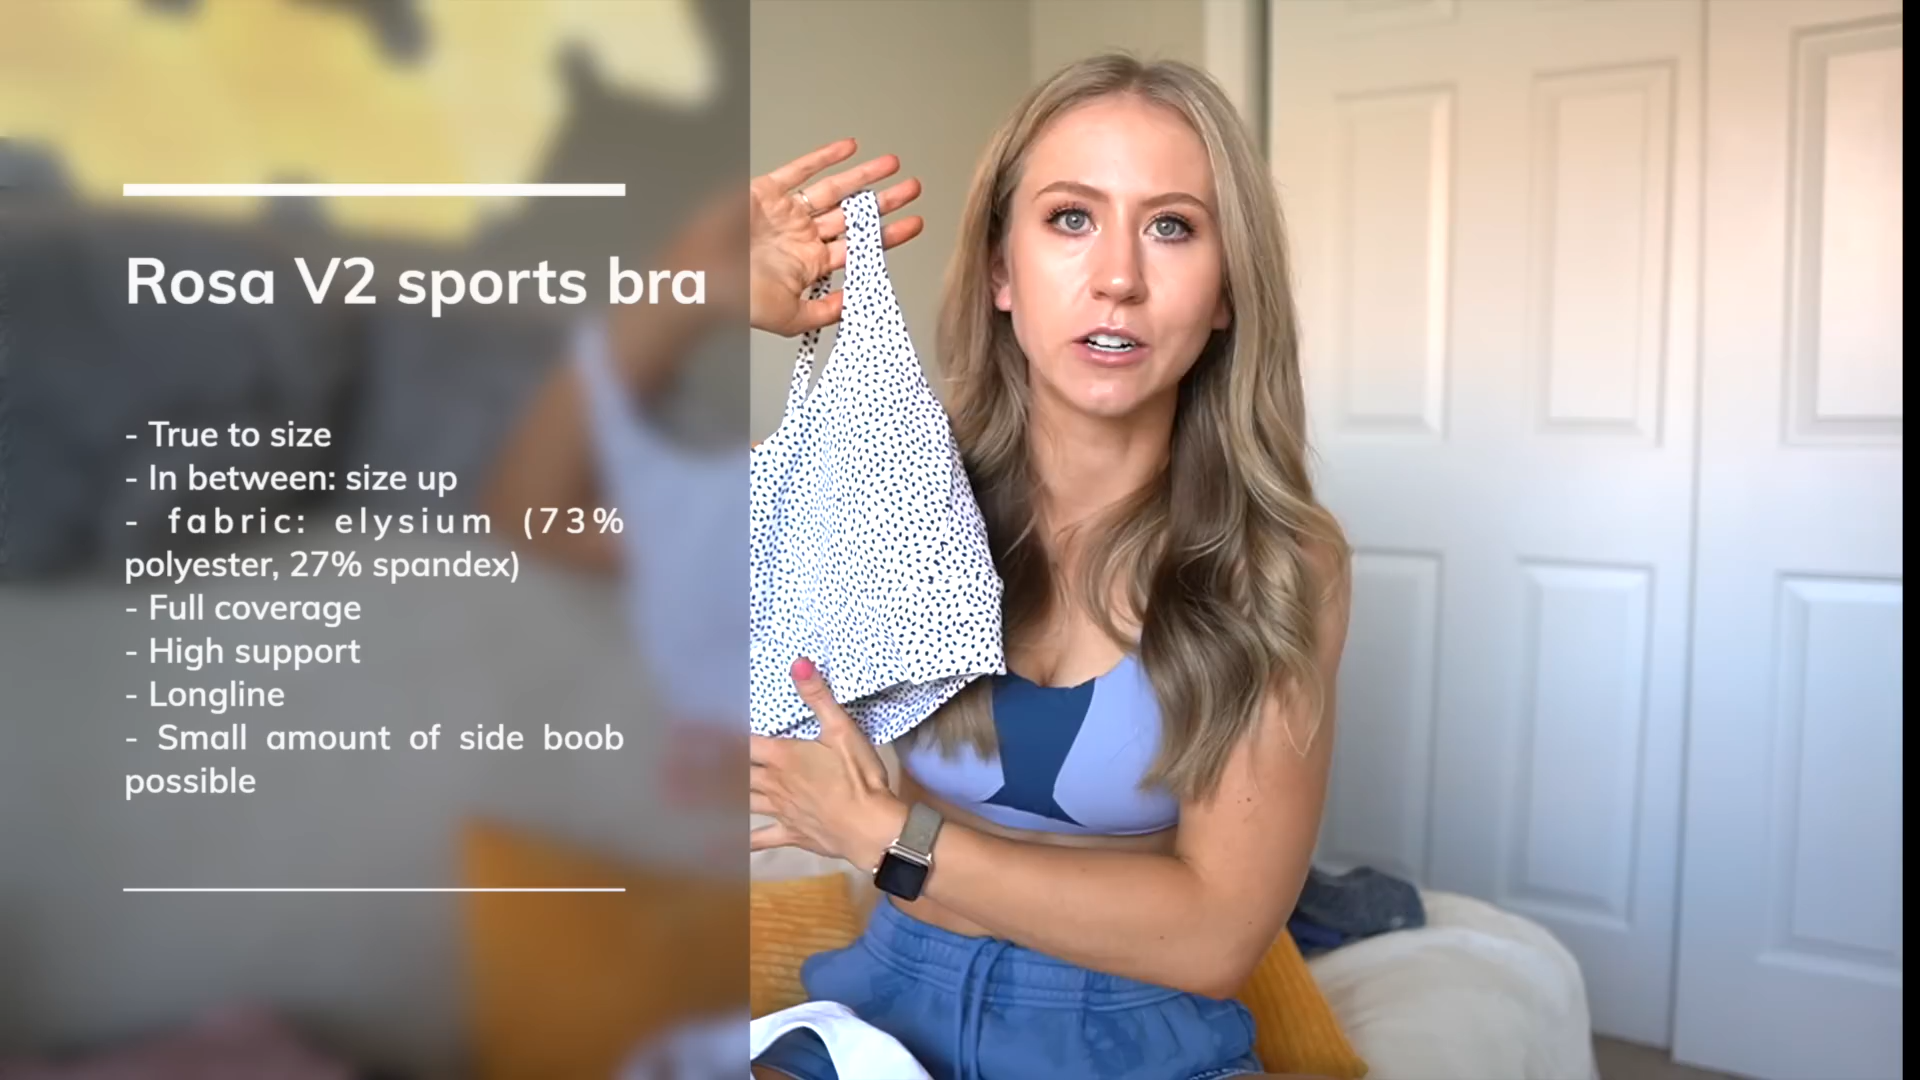 Rosa V2 sports bra
- True to size
- In between: size up
- fabric: elysium (73%
polyester, 27% spandex)
- Full coverage
- High support
- Longline
- Small amount of side boob
possible